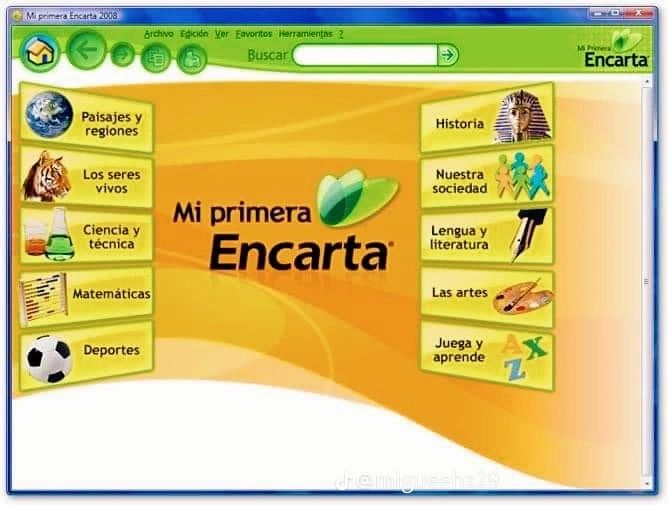 Mi primera Encarta 2008
Archivo Edición Ver Favoritos Herramientas ?
Buscar
Mi Primera
Encarta
Paisajes y
regiones
Los seres
vivos
Ciencia y
técnica
Matemáticas
Deportes
Mi primera
Encarta
Historia
Nuestra
sociedad
Lengua y
literatura
Las artes
Juega y
aprende
A X
Z
@migueehz29